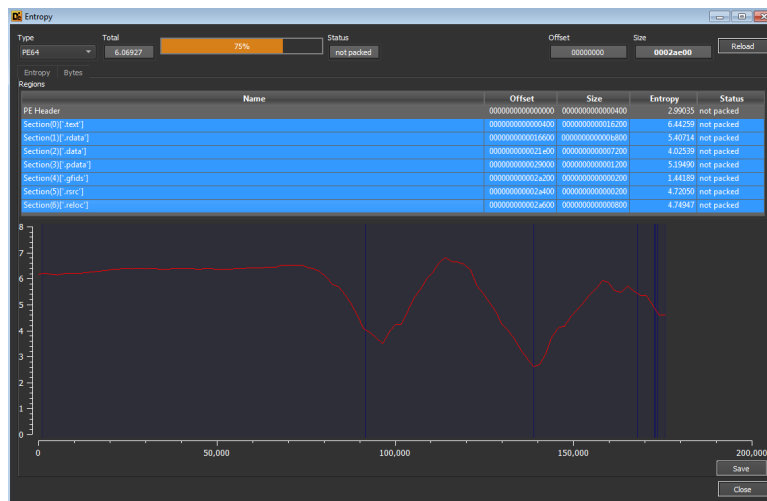 Entropy
Type Total Status Offset Size
PE64 6.06927 75% not packed 00000000 0002ae00 Reload
Entropy Bytes
Regions
Name Offset Size Entropy Status
PE Header 0000000000000000 0000000000000400 2.99035 not packed
Section(0)['.text'] 0000000000000400 0000000000016200 6.44259 not packed
Section(1)['.rdata'] 0000000000016600 000000000000b800 5.40714 not packed
Section(2)['.data'] 0000000000021e00 0000000000007200 4.02539 not packed
Section(3)['.pdata'] 0000000000029000 0000000000001200 5.19490 not packed
Section(4)['.gfids'] 000000000002a200 0000000000000200 1.44189 not packed
Section(5)['.rsrc'] 000000000002a400 0000000000000200 4.72050 not packed
Section(6)['.reloc'] 000000000002a600 0000000000000800 4.74947 not packed
8
7
6
5
4
3
2
1
0
0 50,000 100,000 150,000 200,000
Save
Close